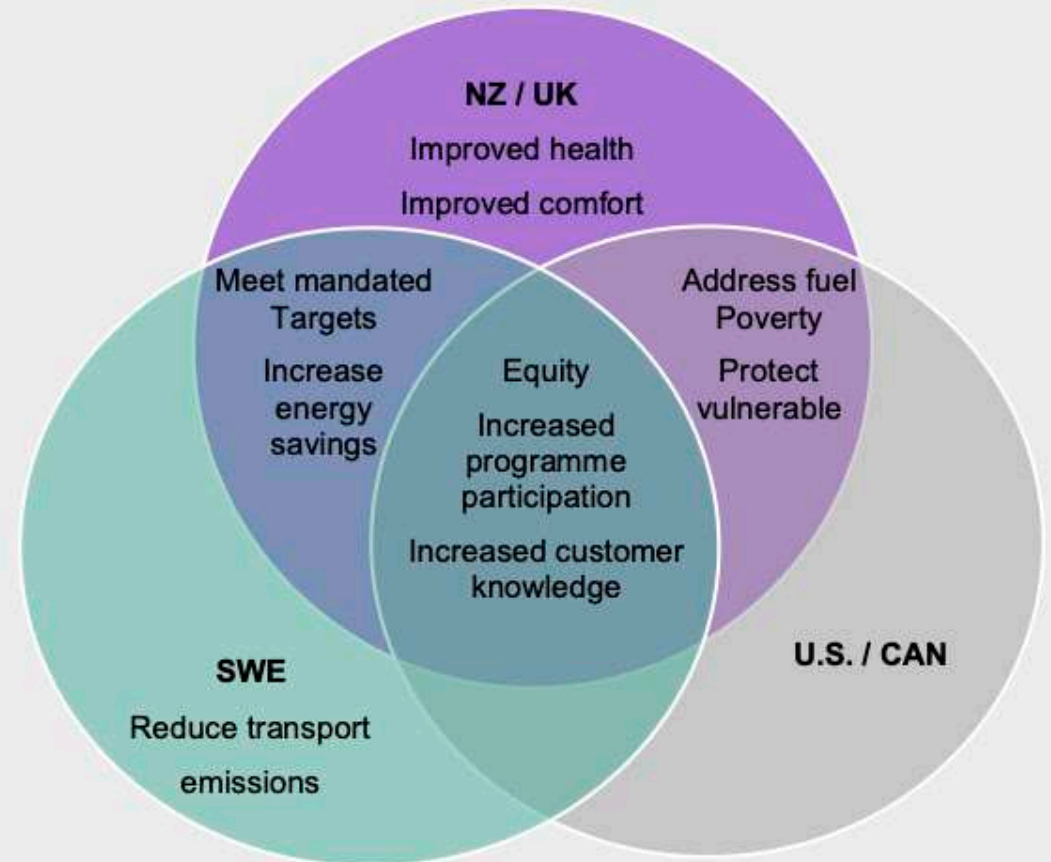 NZ / UK
Improved health
Improved comfort
Meet mandated
Targets
Increase
energy
savings
Equity
Increased
programme
participation
Increased customer
knowledge
Address fuel
Poverty
Protect
vulnerable
SWE
Reduce transport
emissions
U.S. / CAN